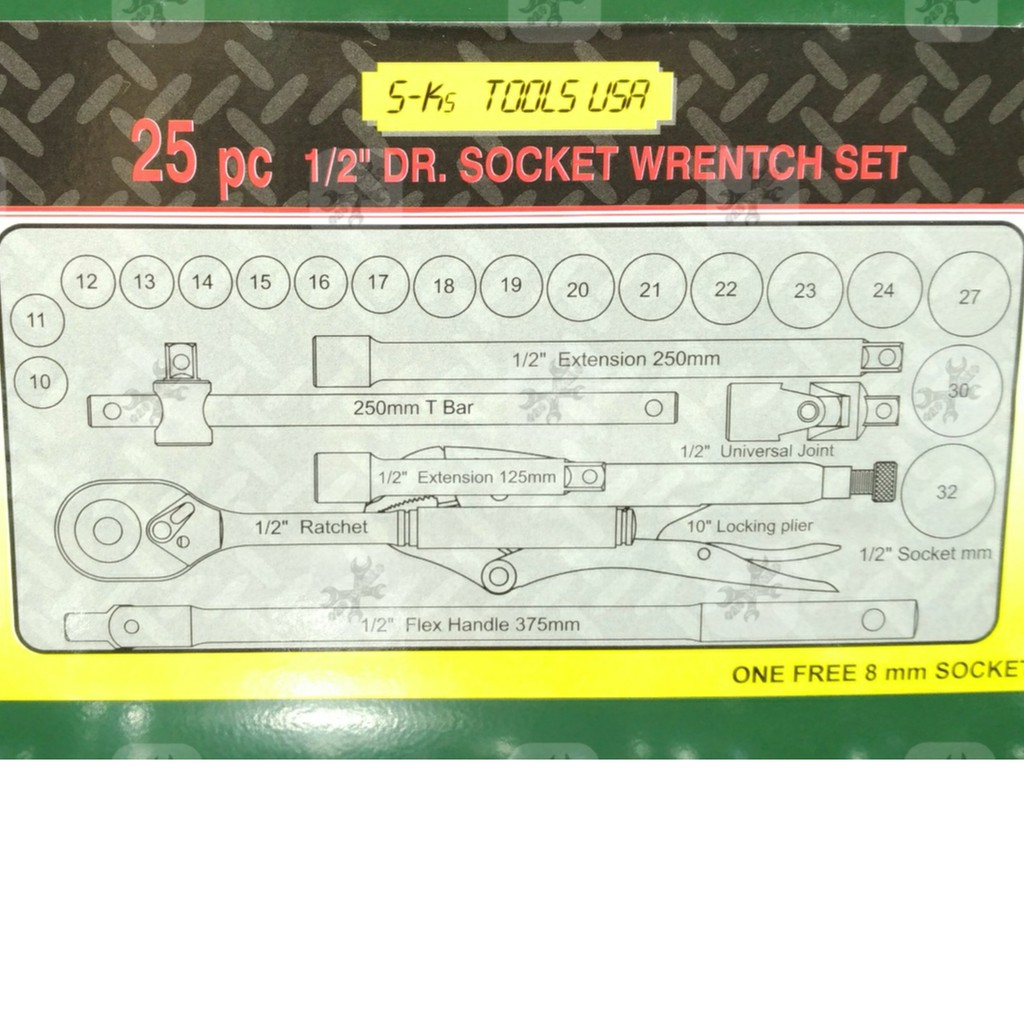 S-Ks TOOLS USA
25 pc 1/2" DR. SOCKET WRENTCH SET
12 13 14 15 16 17 18 19 20 21 22 23 24 27
11
10
1/2" Extension 250mm
30
250mm T Bar
1/2" Universal Joint
1/2" Extension 125mm
32
1/2" Ratchet
10" Locking plier
1/2" Socket mm
1/2" Flex Handle 375mm
ONE FREE 8 mm SOCKET